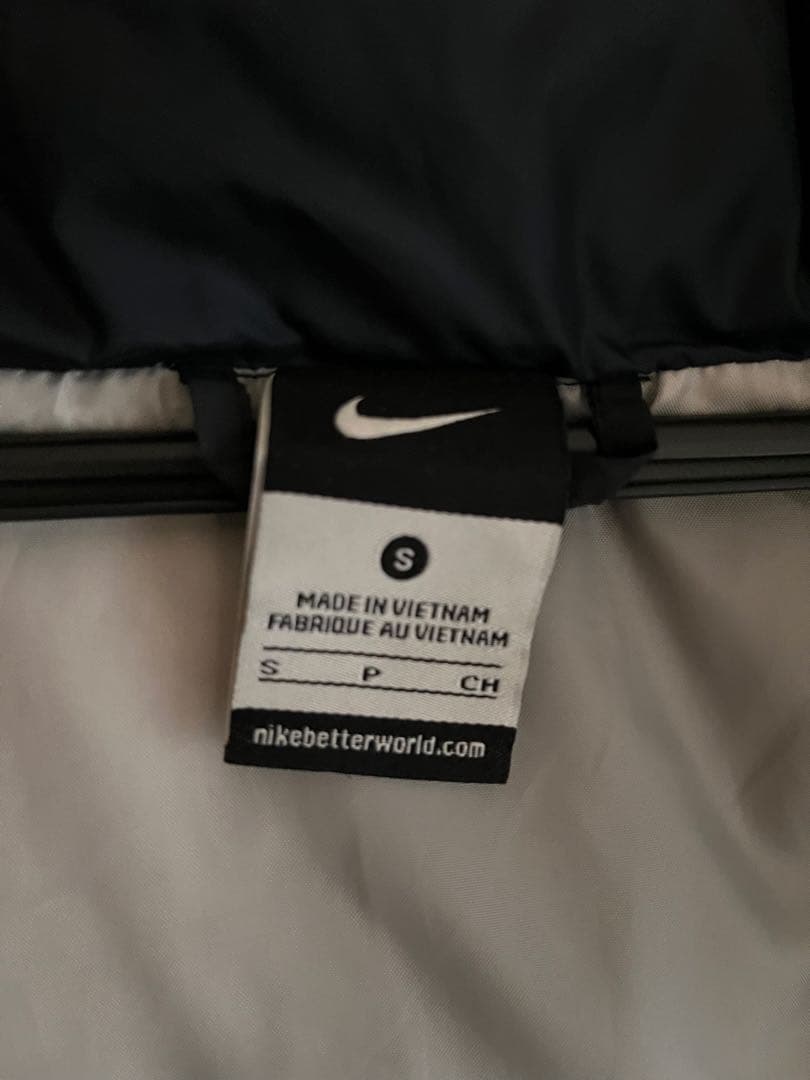 S
MADE IN VIETNAM
FABRIQUE AU VIETNAM
S P CH
nikebetterworld.com